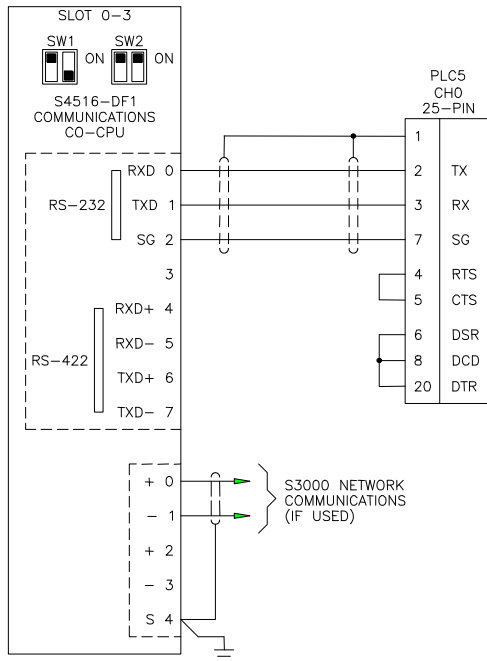 SLOT 0-3
SW1 ON SW2 ON
S4516-DF1
COMMUNICATIONS
CO-CPU
RS-232
RXD 0
TXD 1
SG 2
3
RS-422
RXD+ 4
RXD- 5
TXD+ 6
TXD- 7
+ 0
- 1
+ 2
- 3
S 4
S3000 NETWORK
COMMUNICATIONS
(IF USED)
PLC5
CH0
25-PIN
1
2 TX
3 RX
7 SG
4 RTS
5 CTS
6 DSR
8 DCD
20 DTR